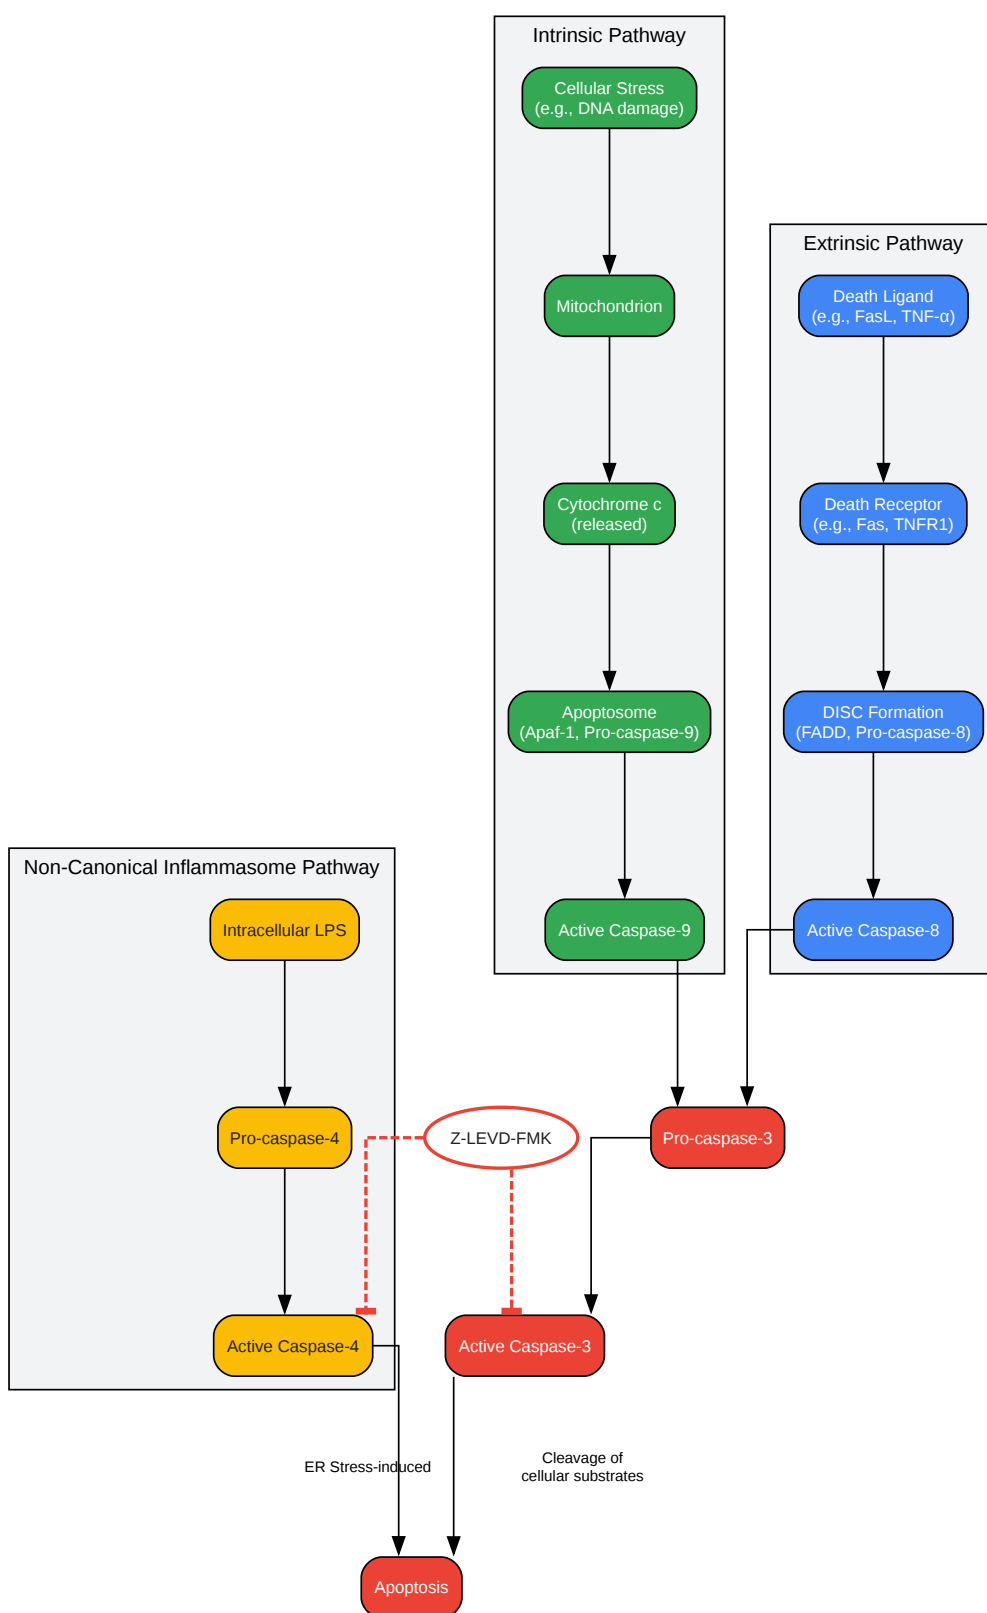 Intrinsic Pathway
Cellular Stress
(e.g., DNA damage)
Mitochondrion
Cytochrome c
(released)
Apoptosome
(Apaf-1, Pro-caspase-9)
Active Caspase-9
Extrinsic Pathway
Death Ligand
(e.g., FasL, TNF-α)
Death Receptor
(e.g., Fas, TNFR1)
DISC Formation
(FADD, Pro-caspase-8)
Active Caspase-8
Non-Canonical Inflammasome Pathway
Intracellular LPS
Pro-caspase-4
Z-LEVD-FMK
Pro-caspase-3
Active Caspase-4
Active Caspase-3
ER Stress-induced
Cleavage of
cellular substrates
Apoptosis